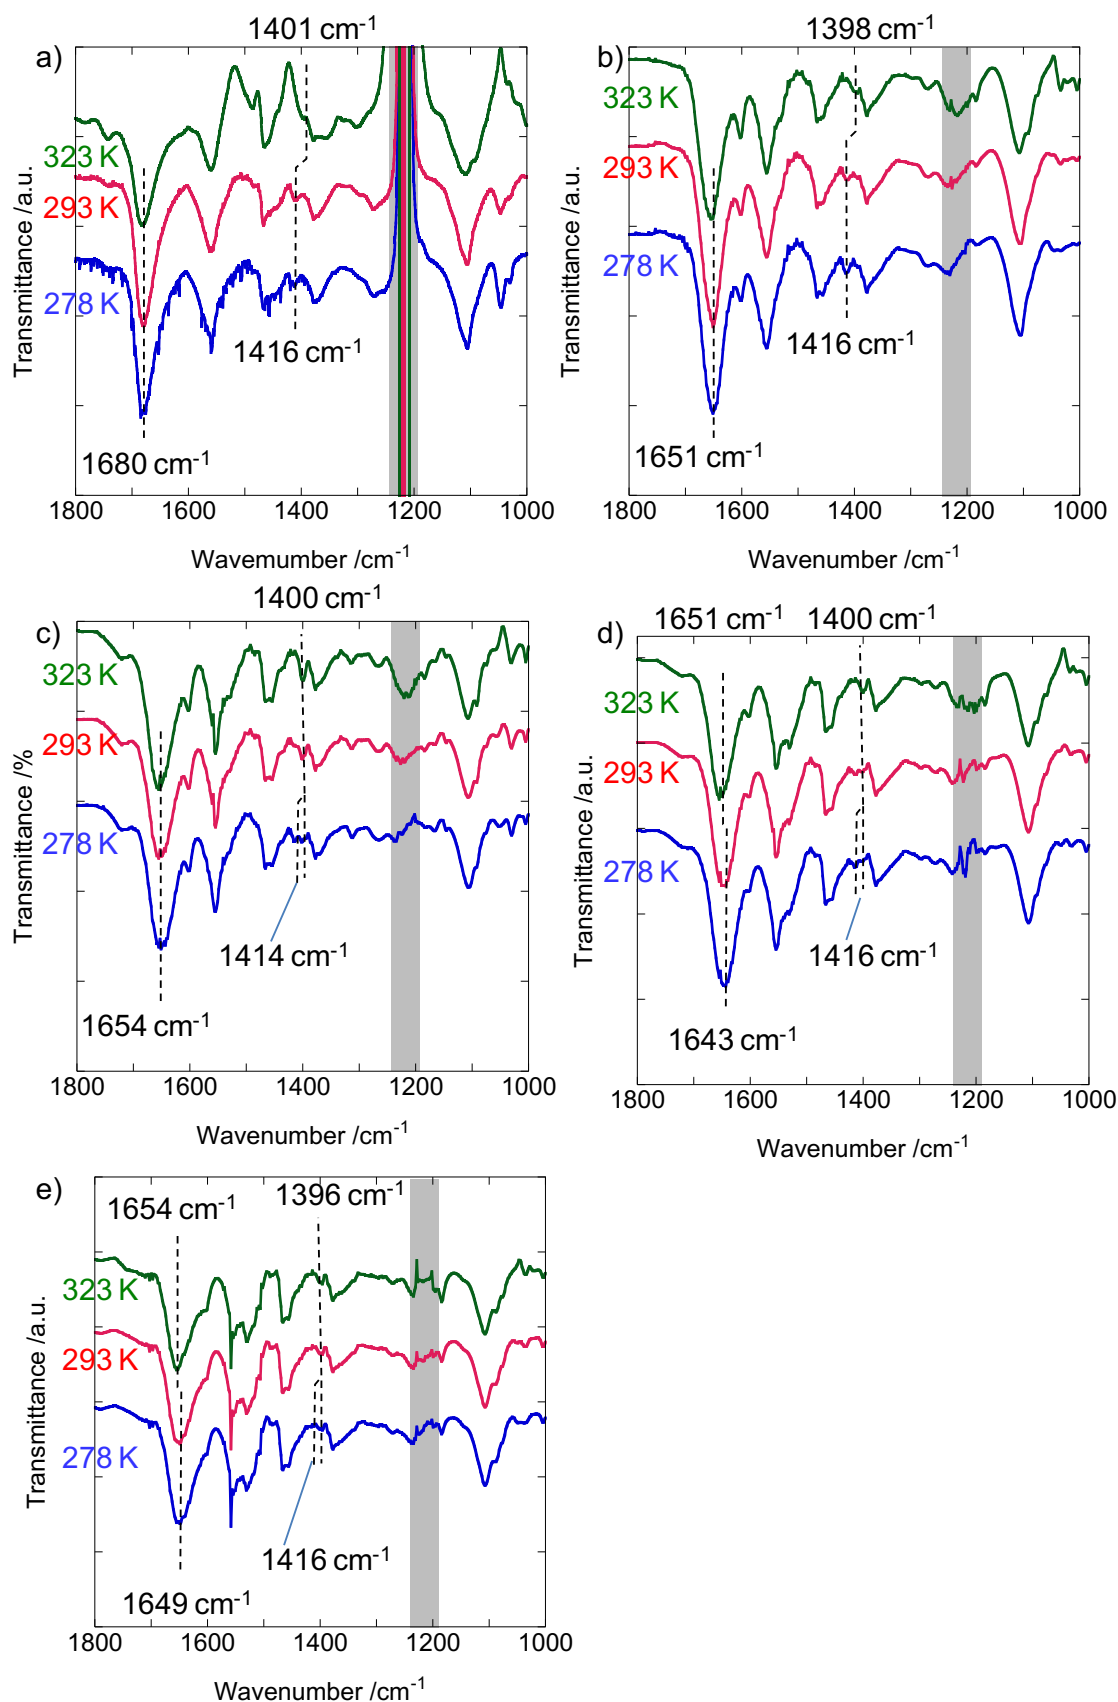 1401 cm-1
a)
323 K
293 K
278 K
1416 cm-1
1680 cm-1
Transmittance /a.u.
1800 1600 1400 1200 1000
Wavemumber /cm-1
1398 cm-1
b)
323 K
293 K
278 K
1416 cm-1
1651 cm-1
Transmittance /a.u.
1800 1600 1400 1200 1000
Wavenumber /cm-1
1400 cm-1
c)
323 K
293 K
278 K
1414 cm-1
1654 cm-1
Transmittance /%
1800 1600 1400 1200 1000
Wavenumber /cm-1
1651 cm-1 1400 cm-1
d)
323 K
293 K
278 K
1416 cm-1
1643 cm-1
Transmittance /a.u.
1800 1600 1400 1200 1000
Wavenumber /cm-1
e)
1654 cm-1 1396 cm-1
323 K
293 K
278 K
1416 cm-1
1649 cm-1
Transmittance /a.u.
1800 1600 1400 1200 1000
Wavenumber /cm-1